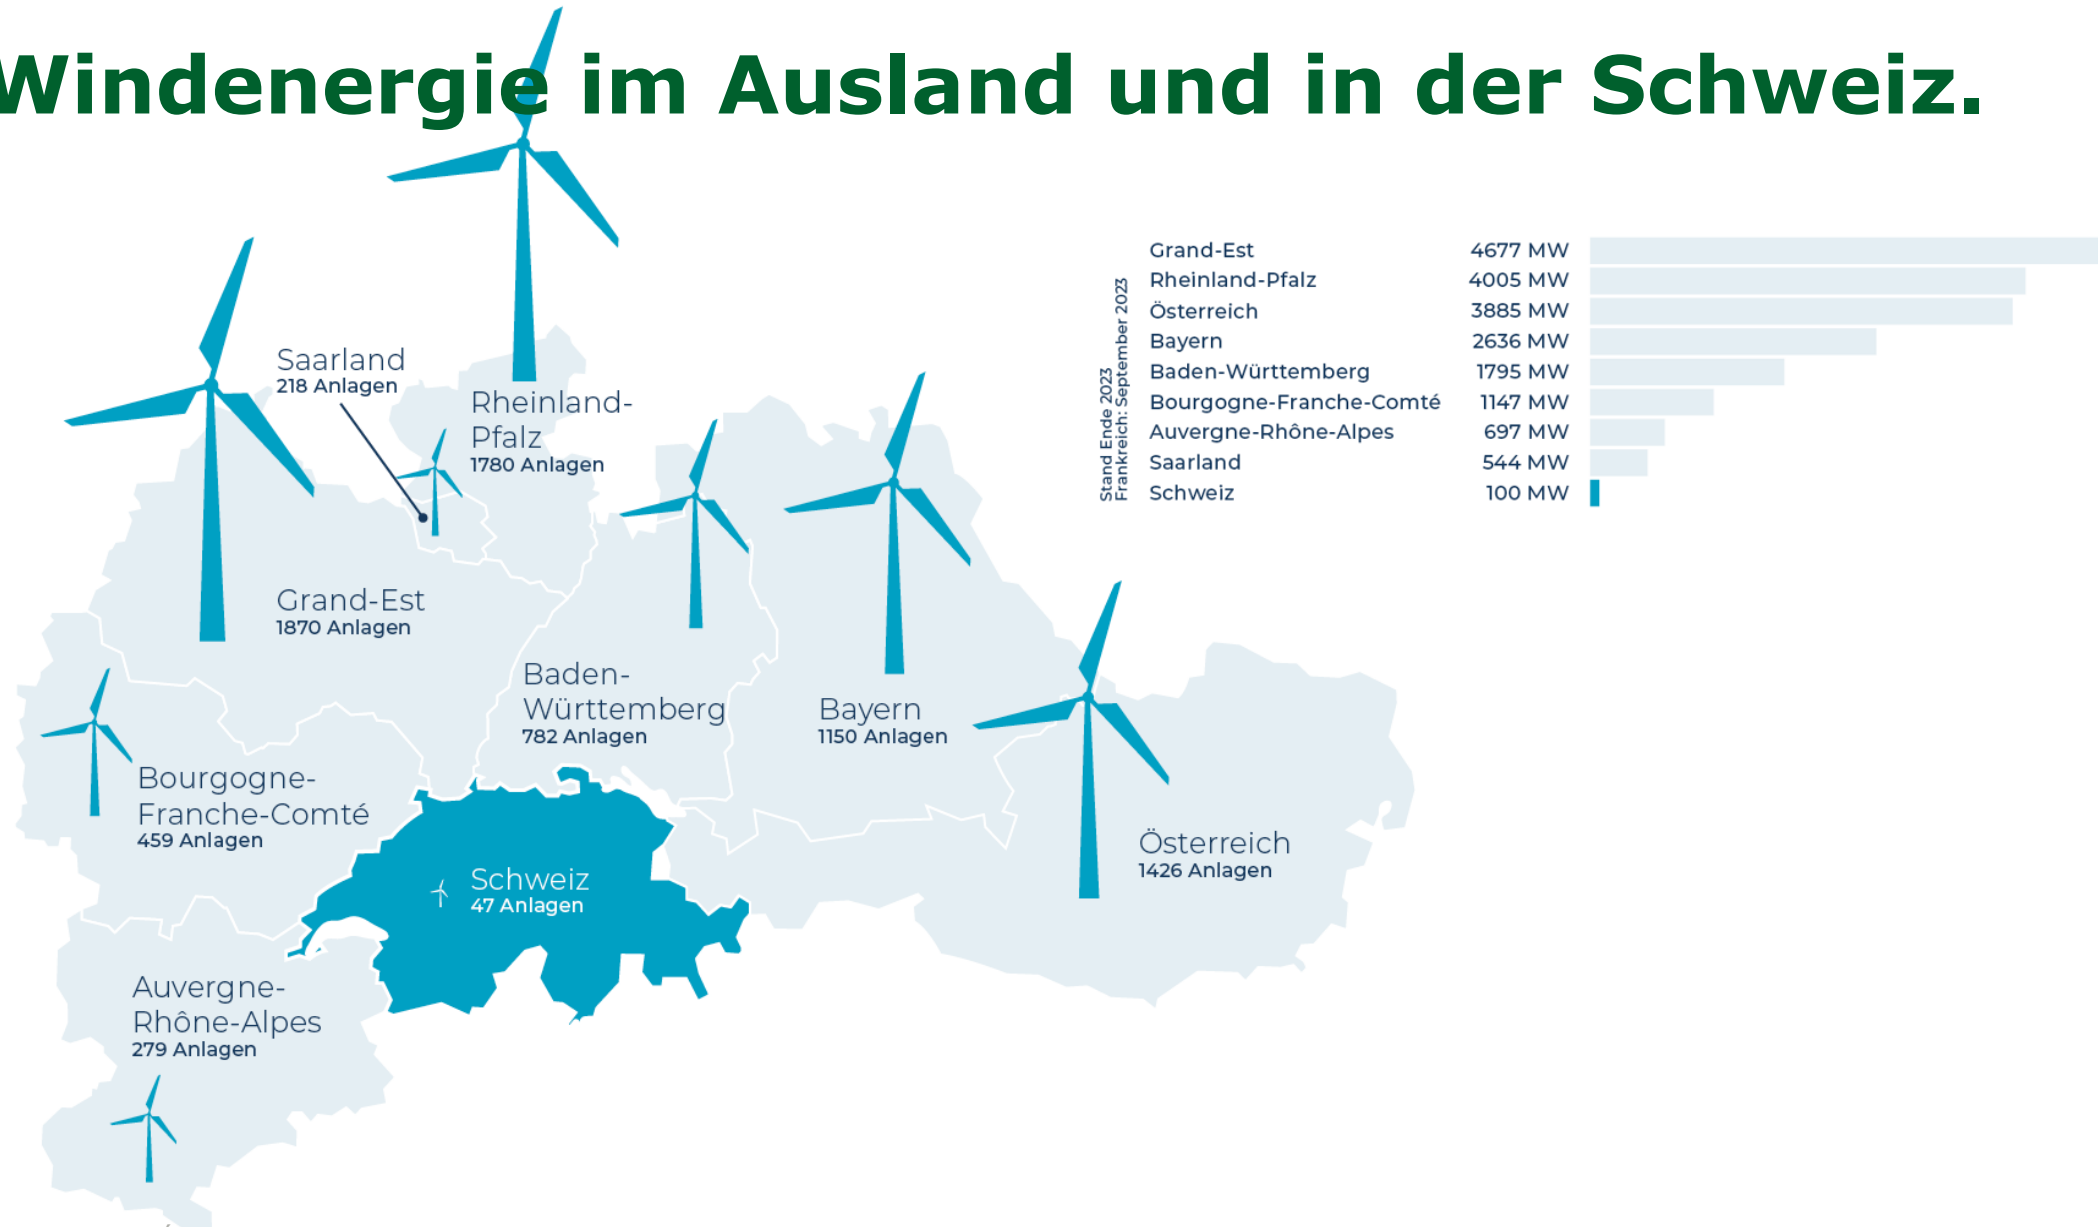 Windenergie im Ausland und in der Schweiz.
Grand-Est 4677 MW
Rheinland-Pfalz 4005 MW
Österreich 3885 MW
Bayern 2636 MW
Baden-Württemberg 1795 MW
Bourgogne-Franche-Comté 1147 MW
Auvergne-Rhône-Alpes 697 MW
Saarland 544 MW
Schweiz 100 MW
Stand Ende 2023
Frankreich: September 2023
Saarland
218 Anlagen
Rheinland-
Pfalz
1780 Anlagen
Grand-Est
1870 Anlagen
Baden-
Württemberg
782 Anlagen
Bayern
1150 Anlagen
Bourgogne-
Franche-Comté
459 Anlagen
Österreich
1426 Anlagen
Schweiz
47 Anlagen
Auvergne-
Rhône-Alpes
279 Anlagen